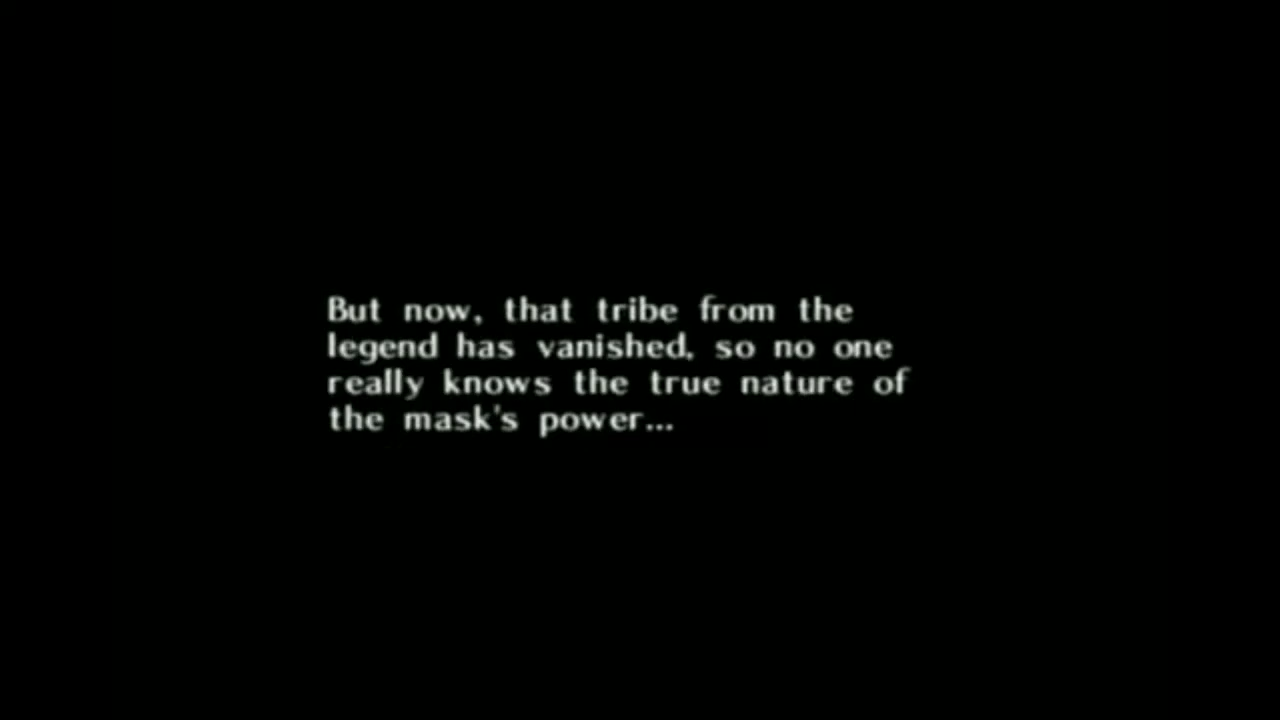 But now, that tribe from the
legend has vanished, so no one
really knows the true nature of
the mask's power...